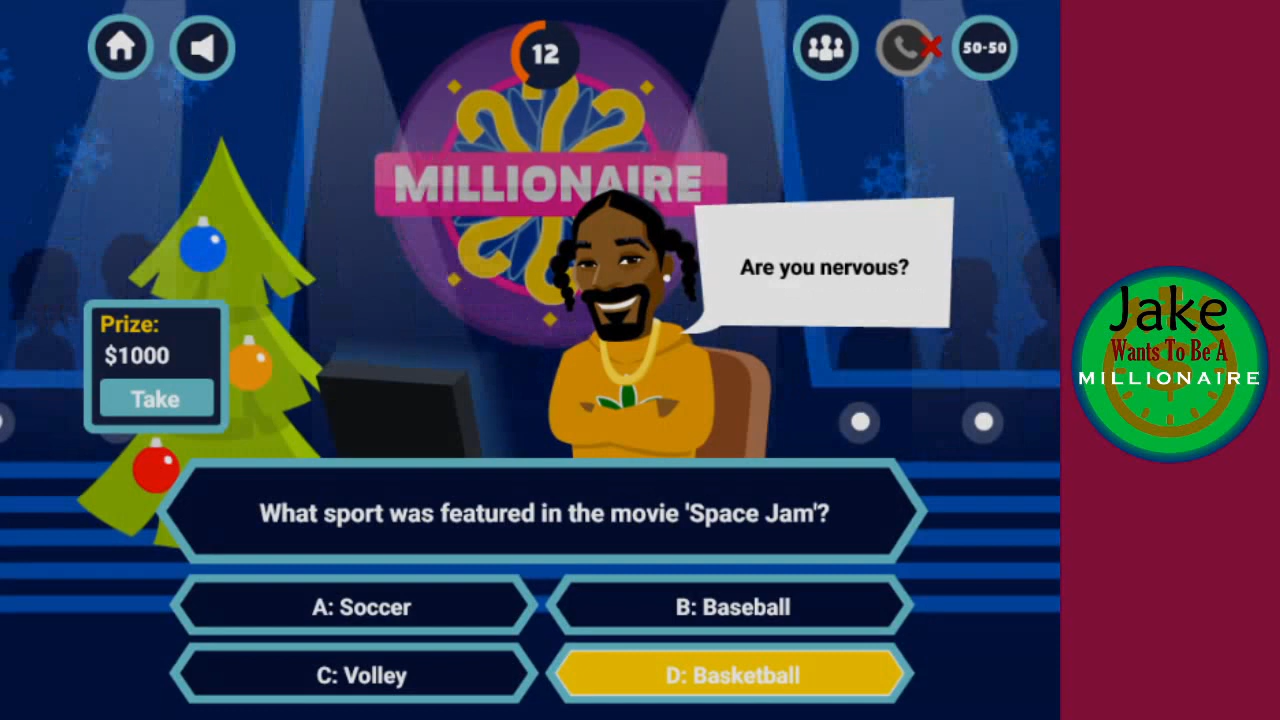 12
50-50
MILLIONAIRE
Are you nervous?
Prize:
$1000
Take
Jake
Wants To Be A
MILLIONAIRE
What sport was featured in the movie 'Space Jam'?
A: Soccer
B: Baseball
C: Volley
D: Basketball